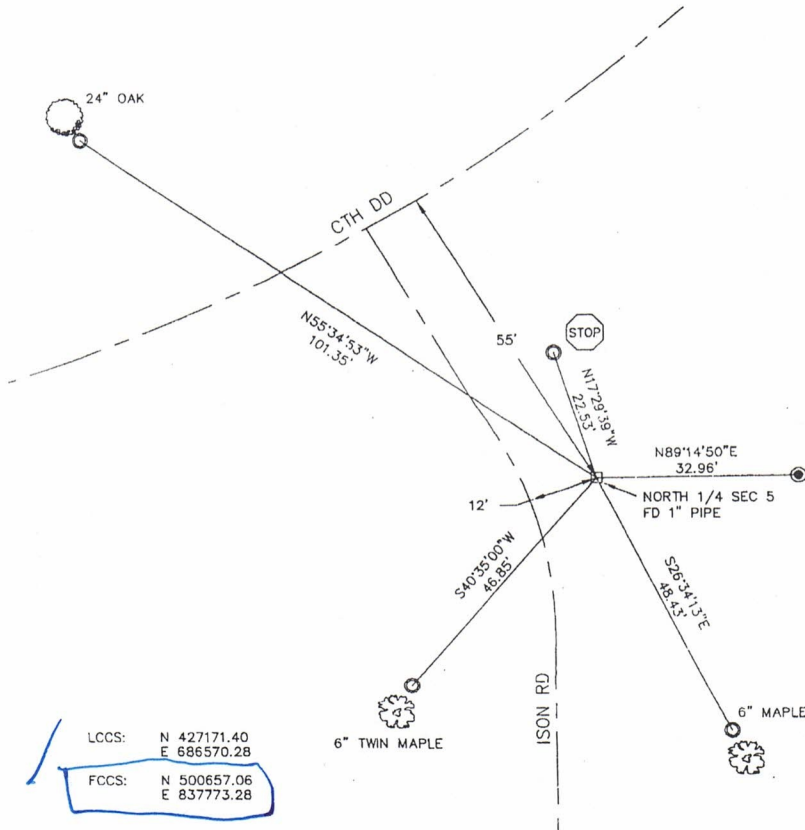 24" OAK
CTH DD
STOP
55'
N55°34'53"W
101.35'
N17°29'39"W
22.53'
N89°14'50"E
32.96'
NORTH 1/4 SEC 5
FD 1" PIPE
12'
S40°35'00"W
46.85'
S26°34'13"E
48.43'
ISON RD
6" TWIN MAPLE
6" MAPLE
LCCS: N 427171.40
E 686570.28
FCCS: N 500657.06
E 837773.28